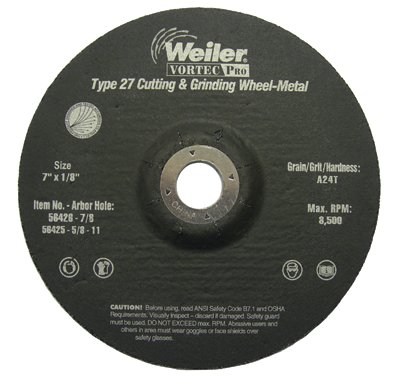 Weiler®
VORTEC PRO
Type 27 Cutting & Grinding Wheel-Metal
Size
7" x 1/8"
Grain/Grit/Hardness:
A24T
Item No. - Arbor Hole:
56426 - 7/8
56425 - 5/8 - 11
Max. RPM:
8,500
CHINA
CAUTION! Before using, read ANSI Safety Code B7.1 and OSHA
Requirements. Visually Inspect – discard if damaged. Safety guard
must be used. DO NOT EXCEED max. RPM. Abrasive users and
others in area must wear goggles or face shields over
safety glasses.